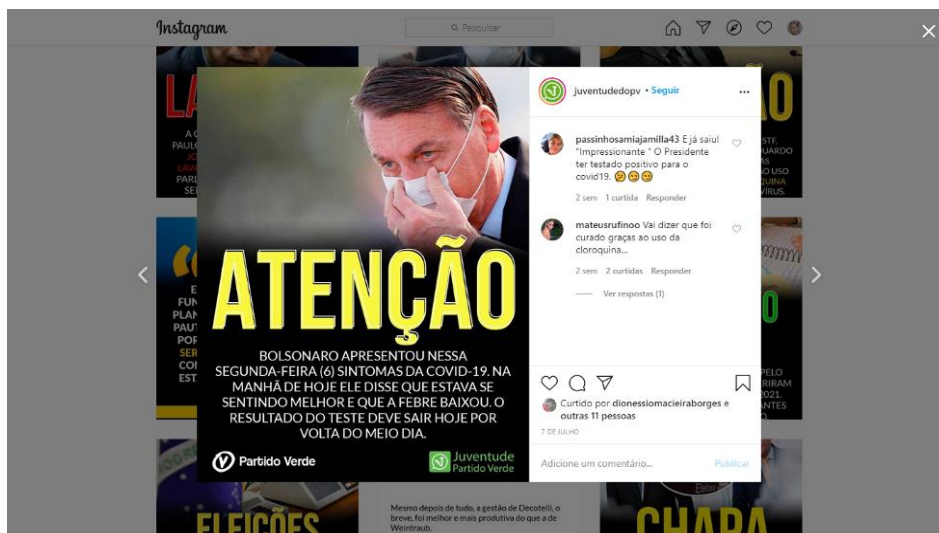 Instagram
Pesquisar
ATENÇÃO
BOLSONARO APRESENTOU NESSA
SEGUNDA-FEIRA (6) SINTOMAS DA COVID-19. NA
MANHÃ DE HOJE ELE DISSE QUE ESTAVA SE
SENTINDO MELHOR E QUE A FEBRE BAIXOU. O
RESULTADO DO TESTE DEVE SAIR HOJE POR
VOLTA DO MEIO DIA.
Partido Verde
Juventude
Partido Verde
juventudedopv • Seguir
passinhosamiajamilla43 E já saiu!
"Impressionante " O Presidente
ter testado positivo para o
covid19.
2 sem 1 curtida Responder
mateusrufinoo Vai dizer que foi
curado graças ao uso da
cloroquina...
2 sem 2 curtidas Responder
Ver respostas (1)
Curtido por dionessiomacieiraborges e
outras 11 pessoas
7 DE JULHO
Adicione um comentário...
Publicar
ELEIÇÕES
Mesmo depois de tudo, a gestão de Decotelli, o
breve, foi melhor e mais produtiva do que a de
Weintraub.
CHAPA